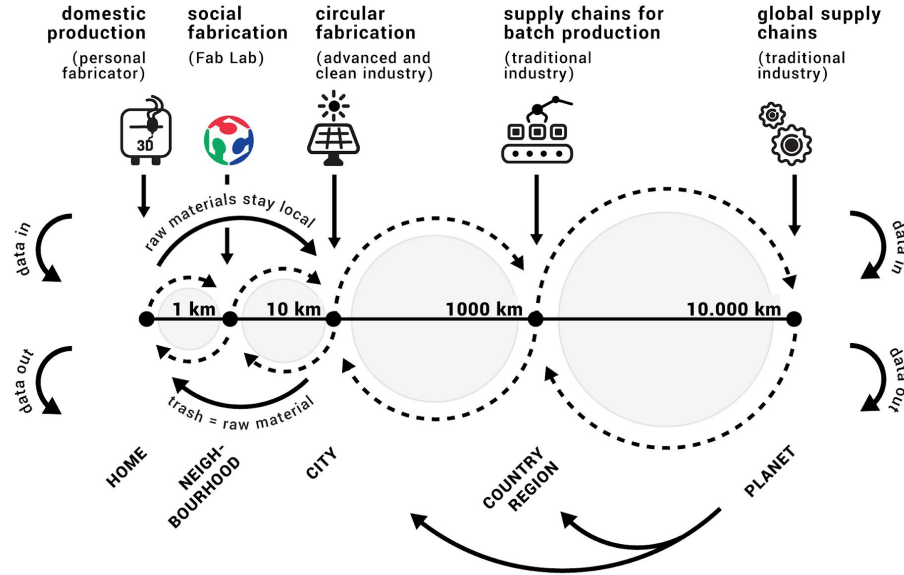 domestic
production
(personal
fabricator)
social
fabrication
(Fab Lab)
circular
fabrication
(advanced and
clean industry)
supply chains for
batch production
(traditional
industry)
global supply
chains
(traditional
industry)
3D
raw materials stay local
data in
data in
1 km
10 km
1000 km
10.000 km
data out
data out
trash = raw material
HOME
NEIGH-
BOURHOOD
CITY
COUNTRY
REGION
PLANET